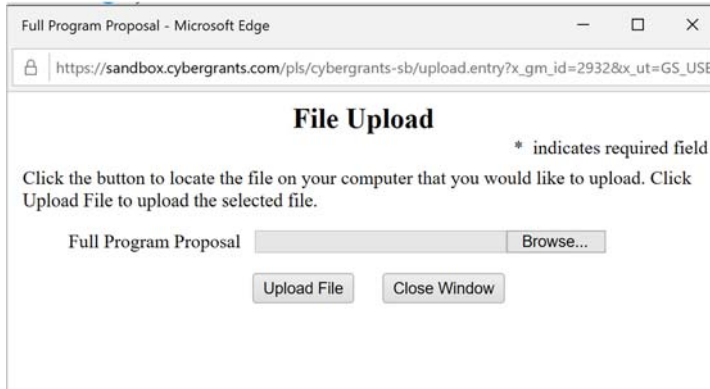 Full Program Proposal - Microsoft Edge
https://sandbox.cybergrants.com/pls/cybergrants-sb/upload.entry?x_gm_id=2932&x_ut=GS_USE
File Upload
* indicates required field
Click the button to locate the file on your computer that you would like to upload. Click
Upload File to upload the selected file.
Full Program Proposal Browse...
Upload File Close Window